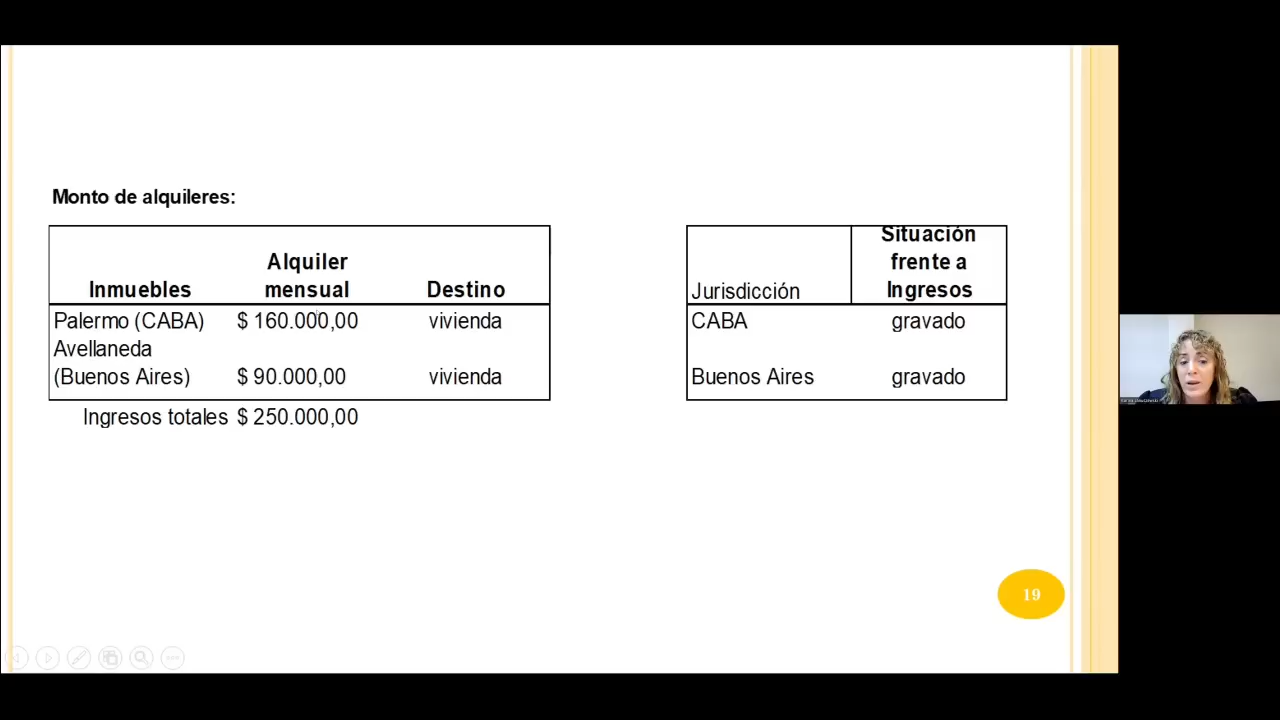 Monto de alquileres:
Inmuebles Alquiler mensual Destino
Palermo (CABA) $ 160.000,00 vivienda
Avellaneda
(Buenos Aires) $ 90.000,00 vivienda
Ingresos totales $ 250.000,00
Jurisdicción Situación frente a Ingresos
CABA gravado
Buenos Aires gravado
19